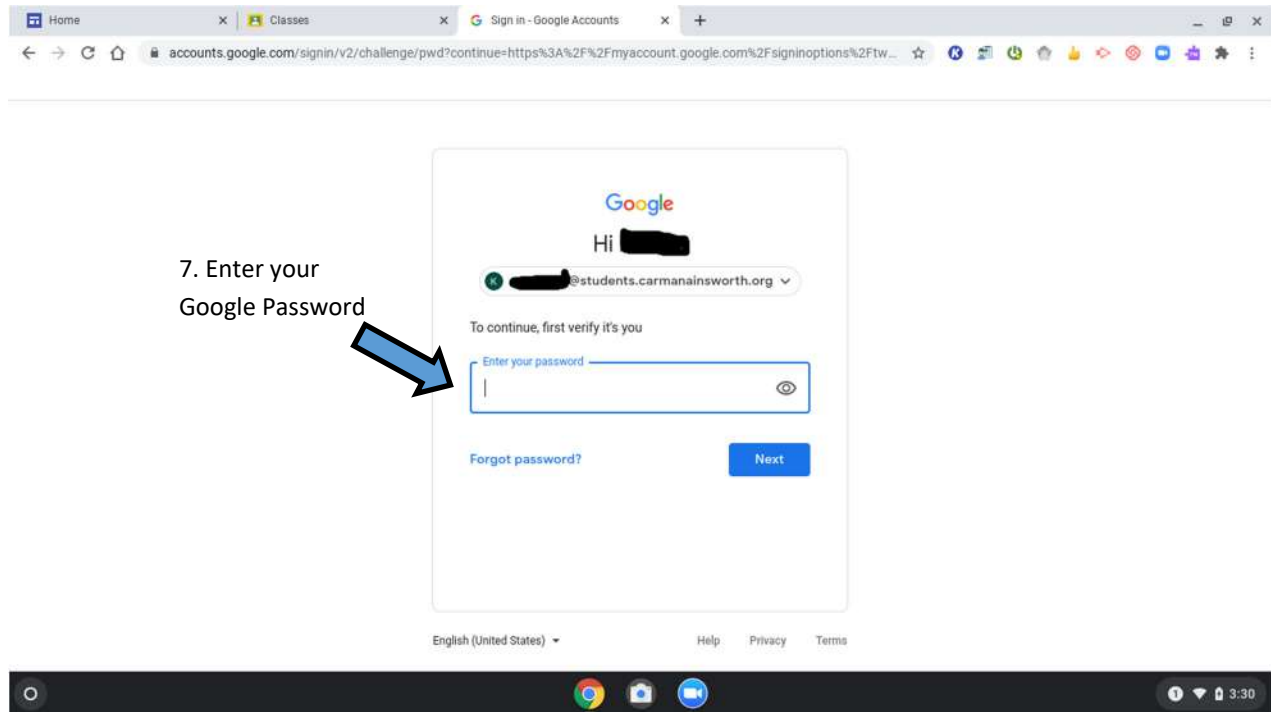 Home
Classes
Sign in - Google Accounts
accounts.google.com/signin/v2/challenge/pwd?continue=https%3A%2F%2Fmyaccount.google.com%2Fsigninoptions%2Ftw...
Google
Hi
7. Enter your
Google Password
K
@students.carmanainsworth.org
To continue, first verify it's you
Enter your password
Forgot password?
Next
English (United States)
Help Privacy Terms
1 3:30